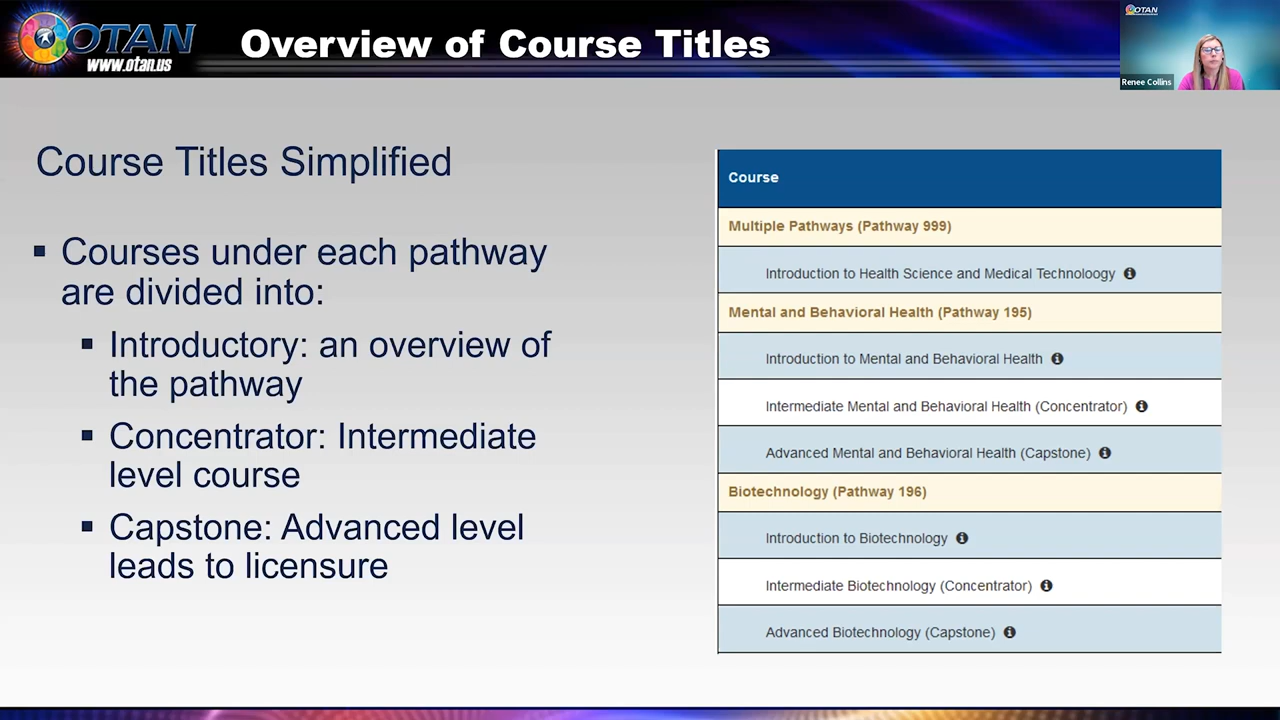 OTAN
www.otan.us
Overview of Course Titles
OTAN
Renee Collins
Course Titles Simplified
▪ Courses under each pathway
are divided into:
▪ Introductory: an overview of
the pathway
▪ Concentrator: Intermediate
level course
▪ Capstone: Advanced level
leads to licensure
Course
Multiple Pathways (Pathway 999)
Introduction to Health Science and Medical Technoloogy
Mental and Behavioral Health (Pathway 195)
Introduction to Mental and Behavioral Health
Intermediate Mental and Behavioral Health (Concentrator)
Advanced Mental and Behavioral Health (Capstone)
Biotechnology (Pathway 196)
Introduction to Biotechnology
Intermediate Biotechnology (Concentrator)
Advanced Biotechnology (Capstone)